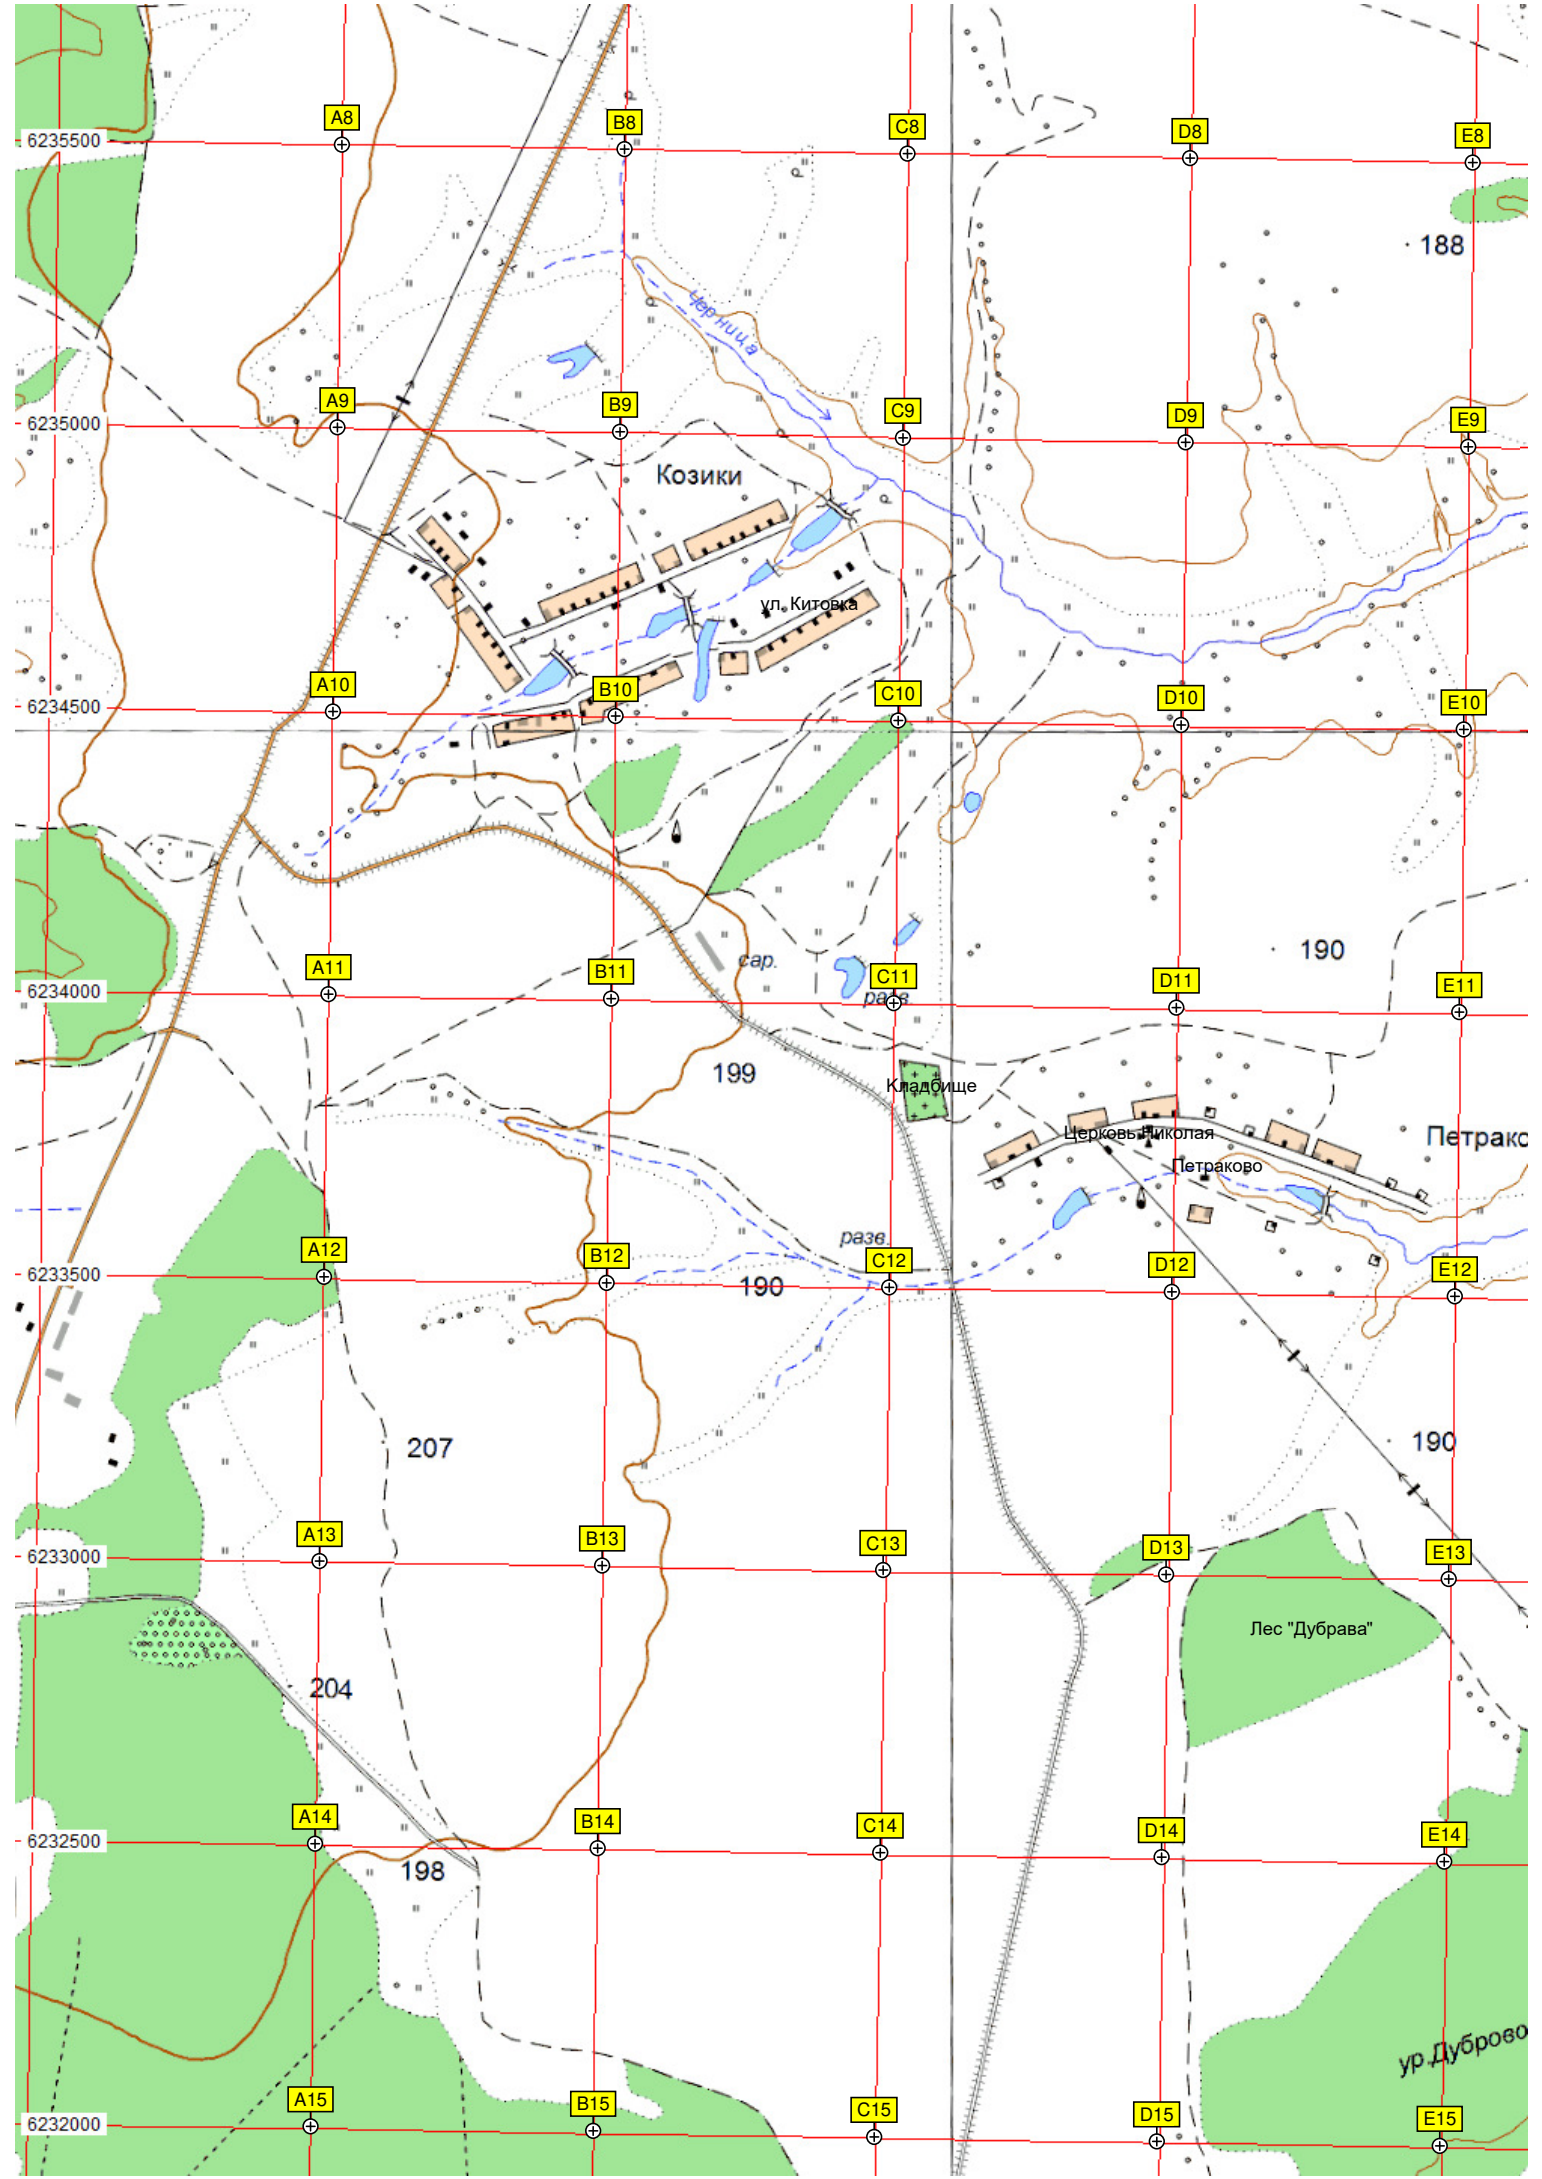 A8
B8
C8
D8
E8
6235500
188
Черница
A9
B9
C9
D9
E9
6235000
Козики
ул. Китовка
A10
B10
C10
D10
E10
6234500
190
сар.
A11
B11
C11
D11
E11
6234000
разв.
199
Кладбище
Церковь Николая
Петрако
Петраково
разв.
A12
B12
C12
D12
E12
6233500
190
207
190
A13
B13
C13
D13
E13
6233000
Лес "Дубрава"
204
A14
B14
C14
D14
E14
6232500
198
ур.Дуброво
A15
B15
C15
D15
E15
6232000